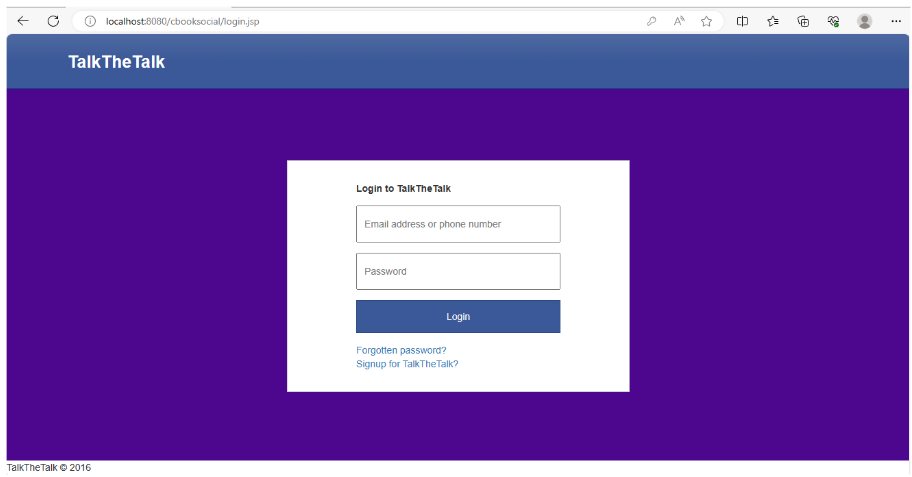 localhost:8080/cbooksocial/login.jsp
TalkTheTalk
Login to TalkTheTalk
Email address or phone number
Password
Login
Forgotten password?
Signup for TalkTheTalk?
TalkTheTalk © 2016